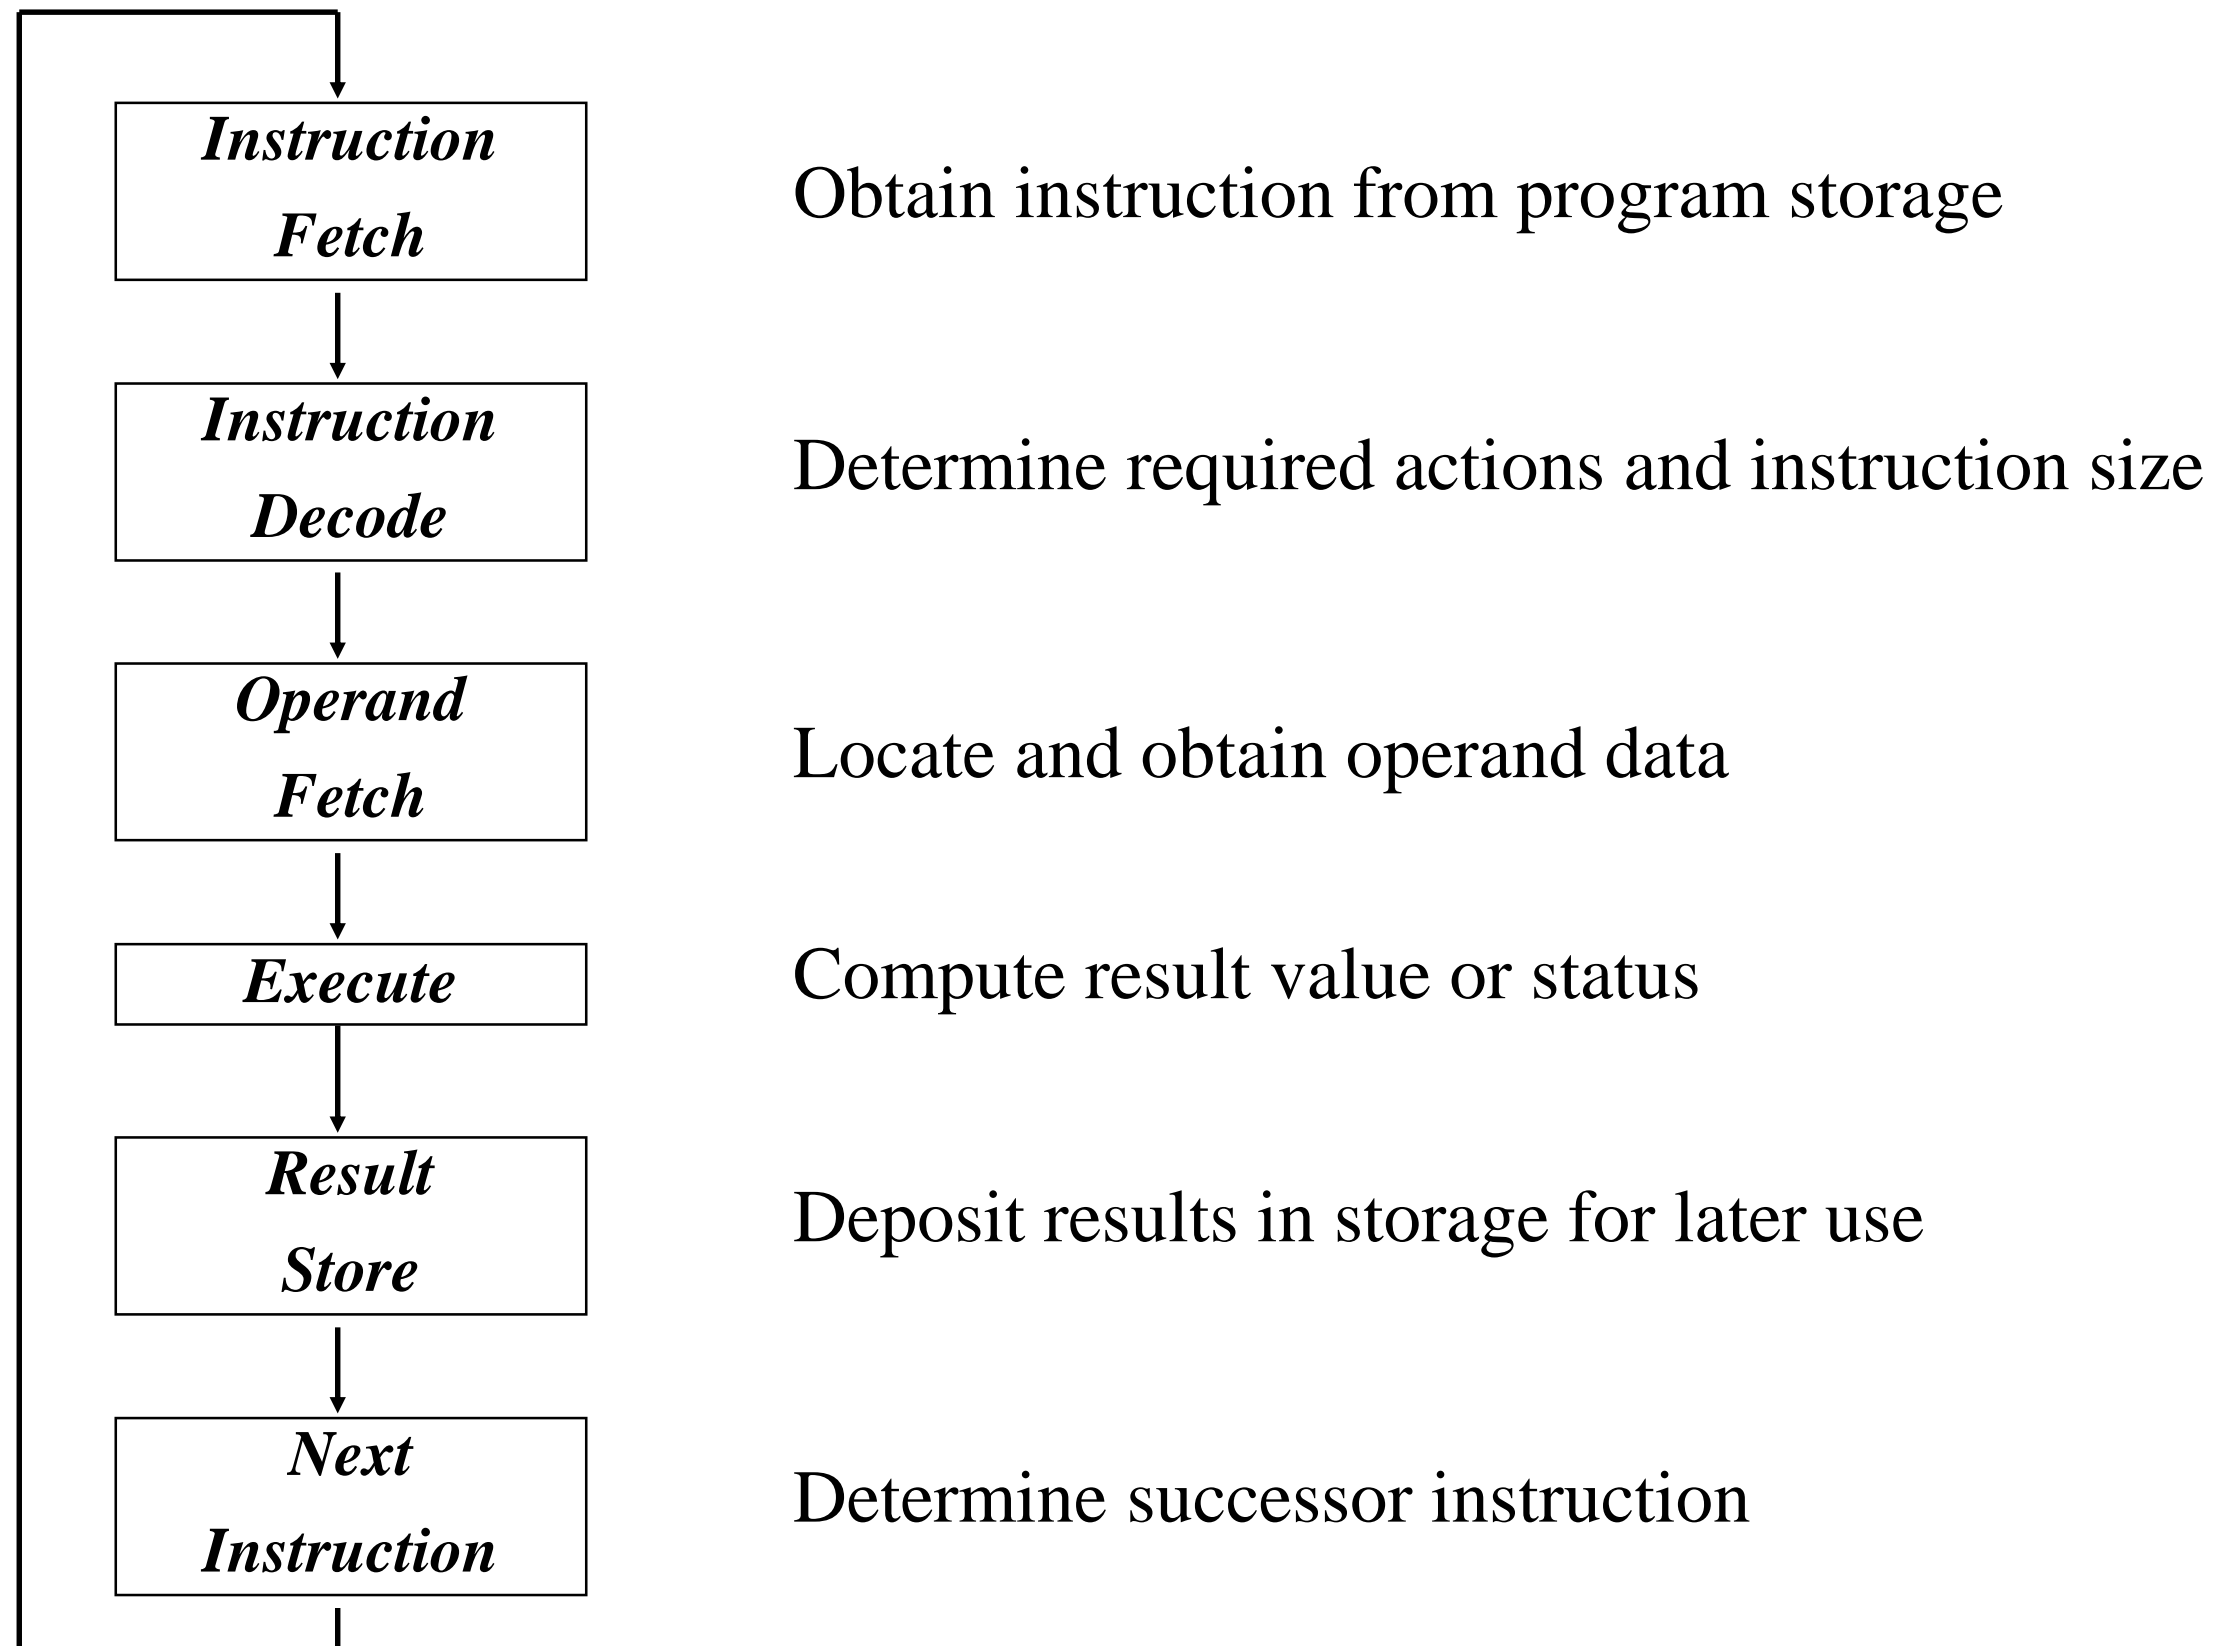 Instruction
Fetch
Obtain instruction from program storage
Instruction
Decode
Determine required actions and instruction size
Operand
Fetch
Locate and obtain operand data
Execute
Compute result value or status
Result
Store
Deposit results in storage for later use
Next
Instruction
Determine successor instruction